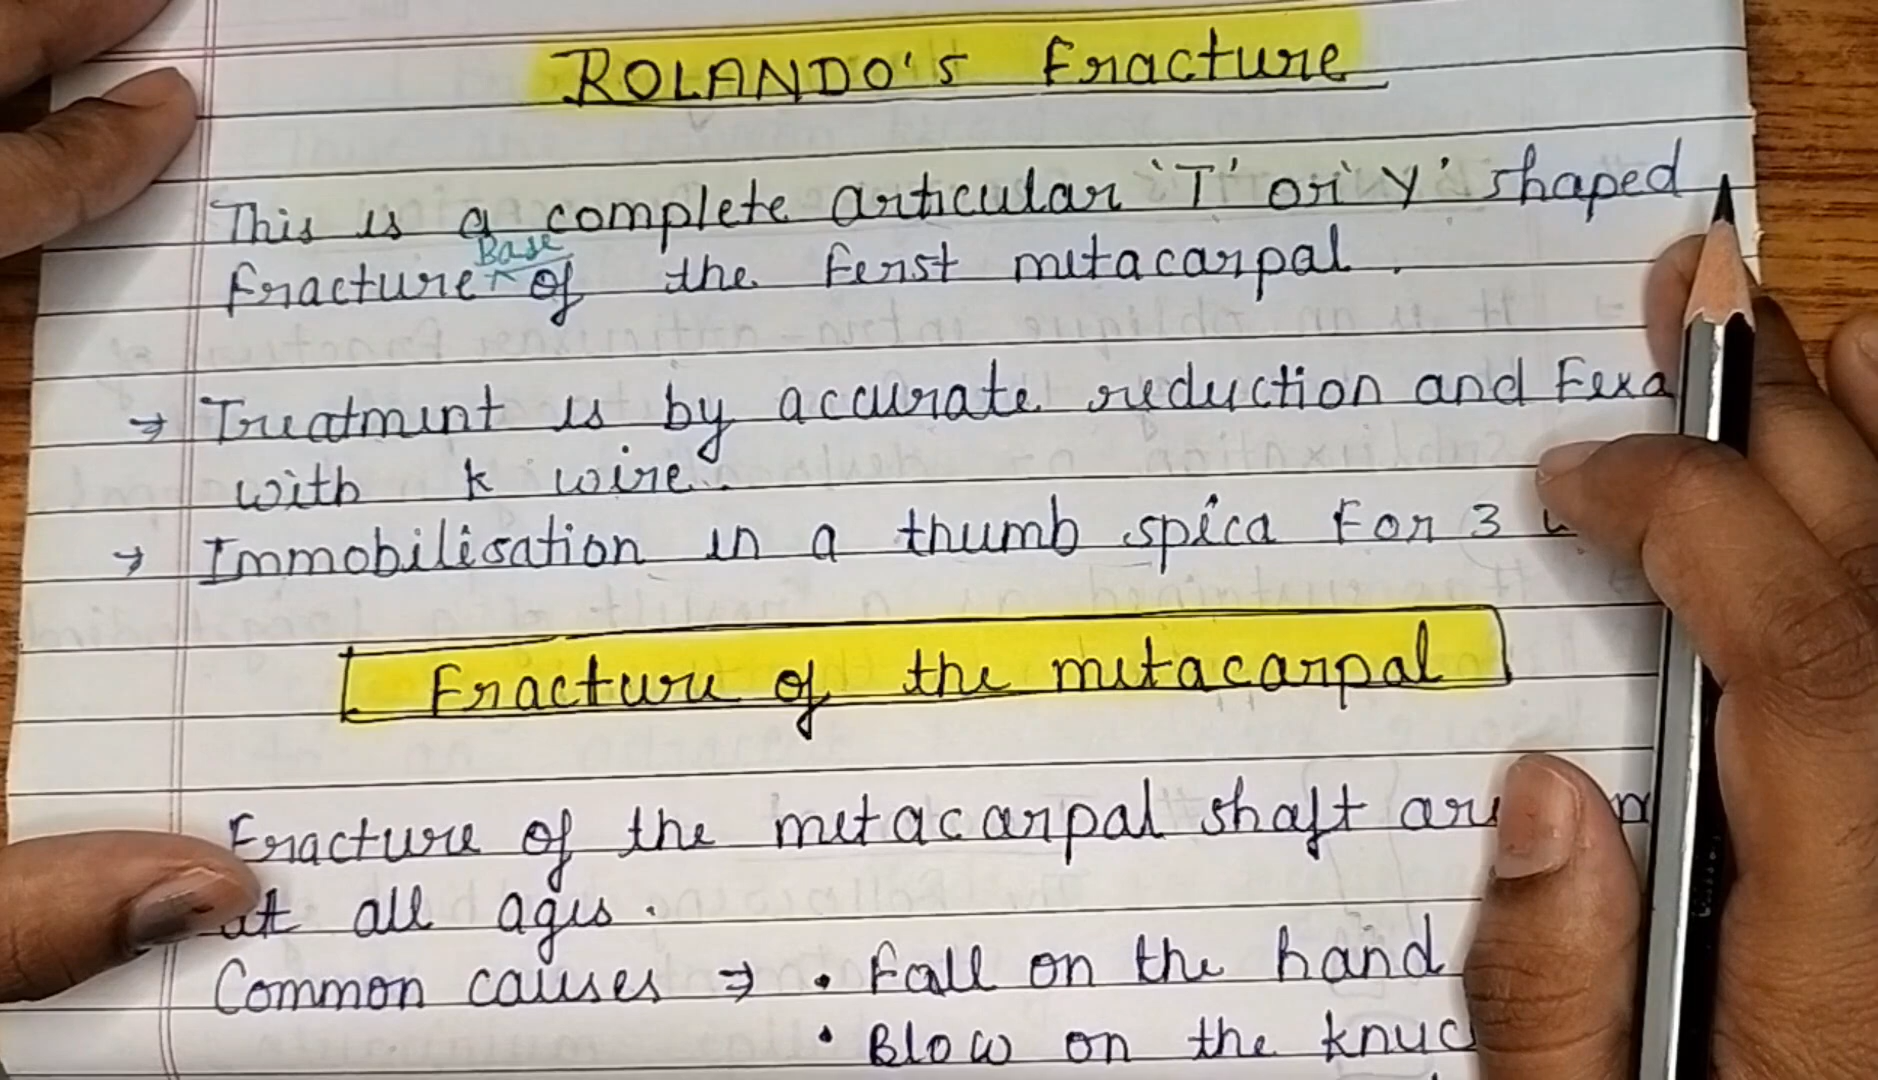 ROLANDO'S Fracture
This is a complete articular 'T' or 'Y' shaped
Base
fracture of the first metacarpal.
→ Treatment is by accurate reduction and
with k wire.
→ Immobilisation in a thumb spica For 3
Fracture of the metacarpal
Fracture of the metacarpal shaft are
at all ages.
Common causes → • Fall on the hand
• Blow on the